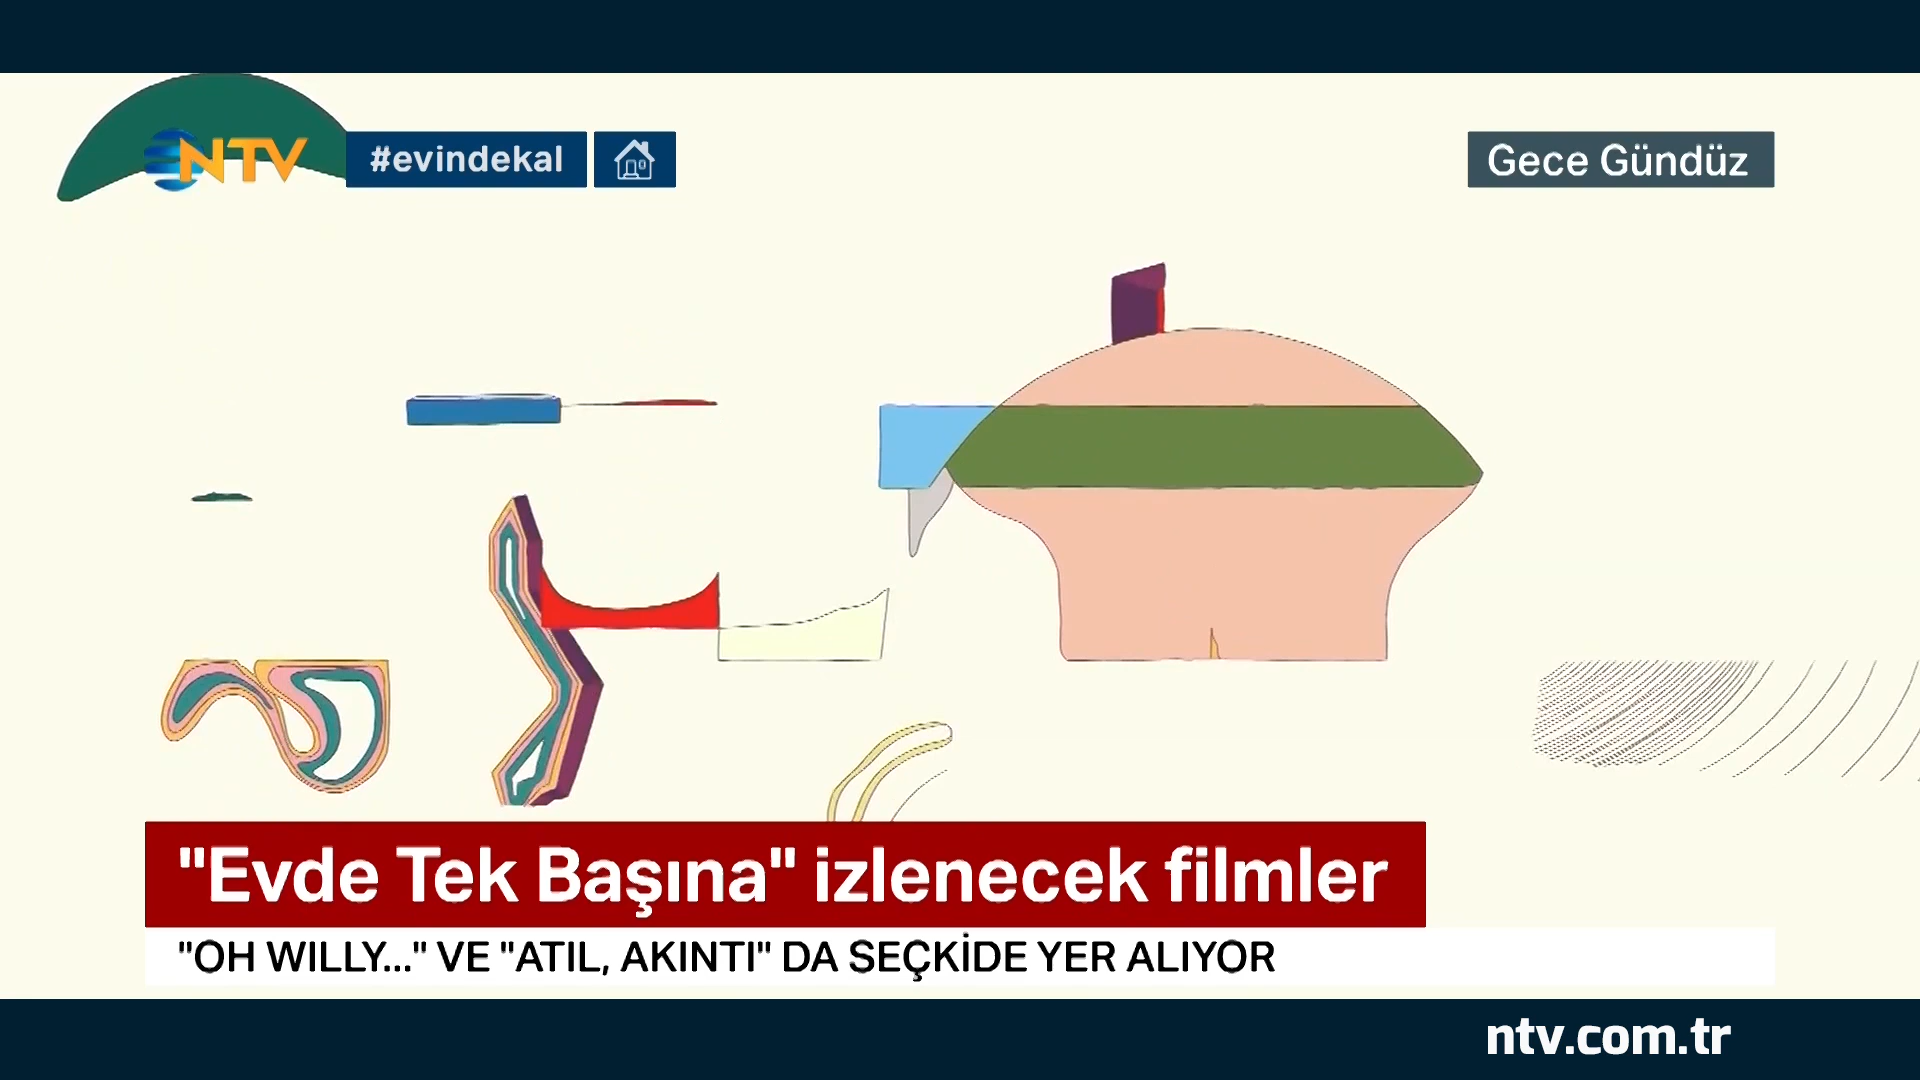 NTV
#evindekal
Gece Gündüz
"Evde Tek Başına" izlenecek filmler
"OH WILLY..." VE "ATIL, AKINTI" DA SEÇKİDE YER ALIYOR
ntv.com.tr